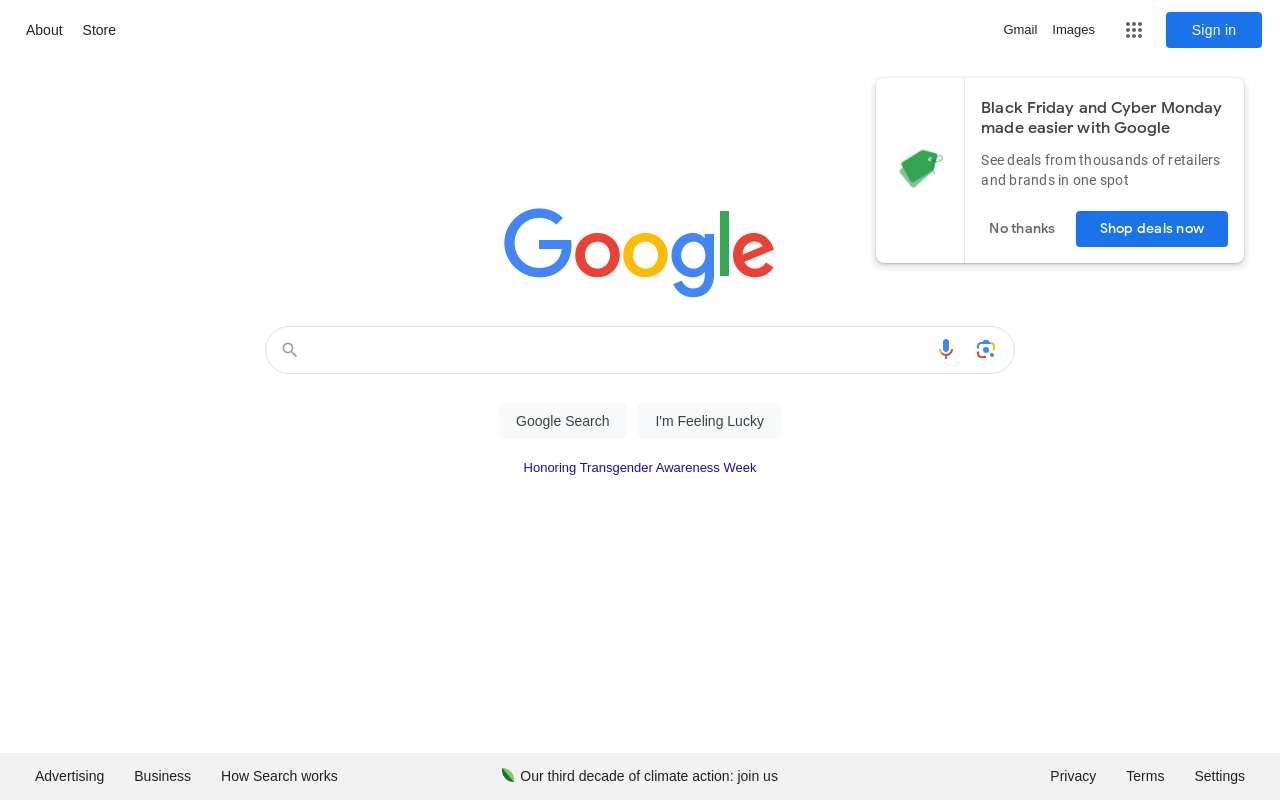 About Store Gmail Images Sign in
Black Friday and Cyber Monday
made easier with Google
See deals from thousands of retailers
and brands in one spot
No thanks Shop deals now
Google
Google Search I'm Feeling Lucky
Honoring Transgender Awareness Week
Advertising Business How Search works Our third decade of climate action: join us Privacy Terms Settings